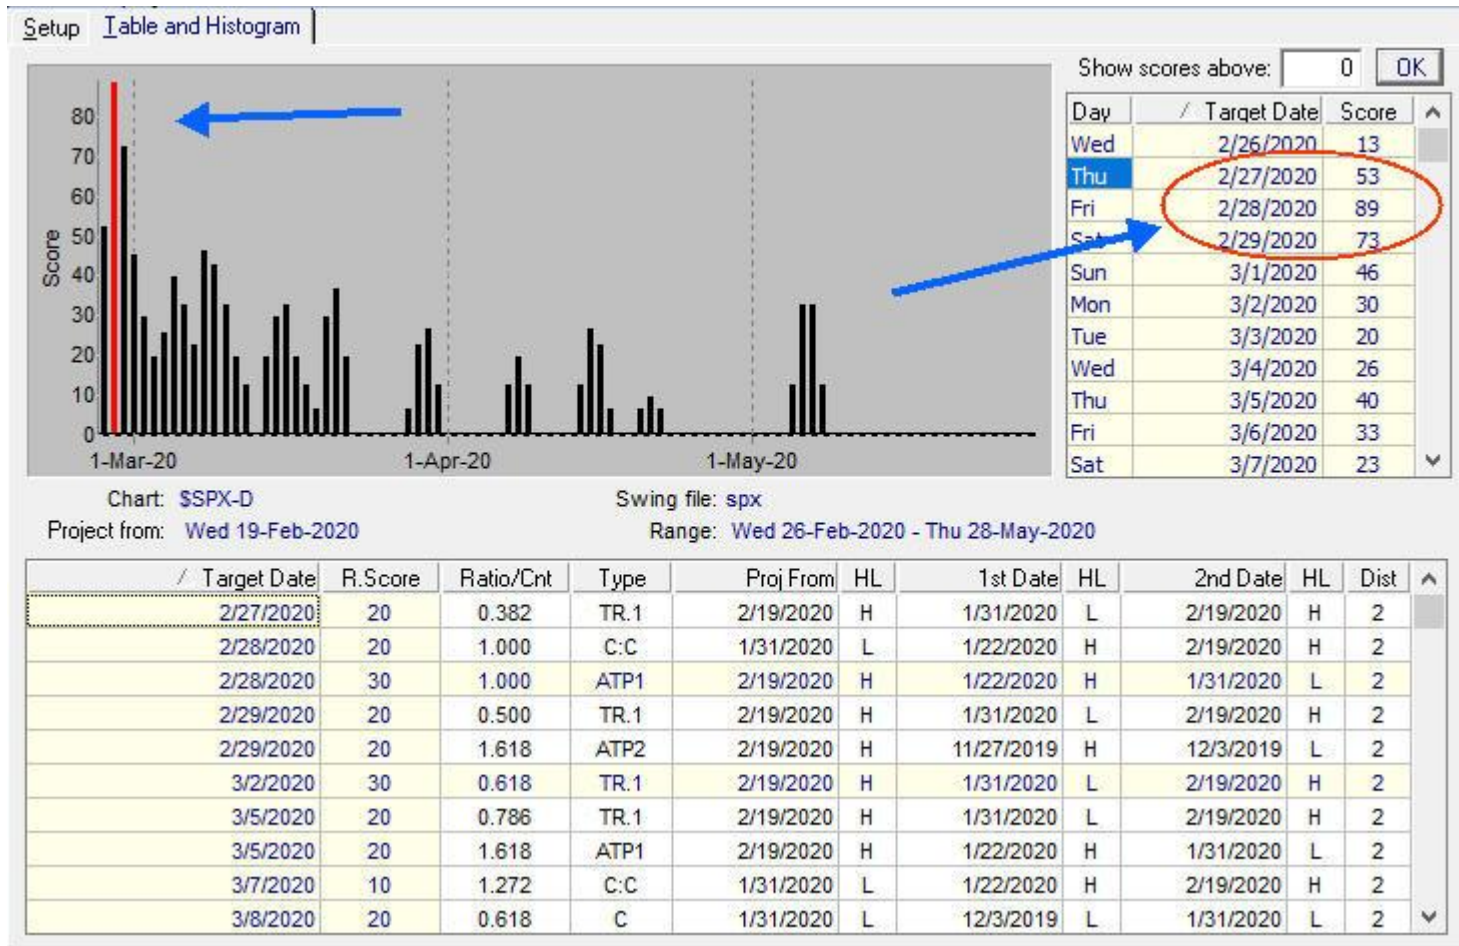 Setup Table and Histogram
Show scores above: 0 OK
Score
80
70
60
50
40
30
20
10
0
1-Mar-20 1-Apr-20 1-May-20
Day / Target Date Score
Wed 2/26/2020 13
Thu 2/27/2020 53
Fri 2/28/2020 89
Sat 2/29/2020 73
Sun 3/1/2020 46
Mon 3/2/2020 30
Tue 3/3/2020 20
Wed 3/4/2020 26
Thu 3/5/2020 40
Fri 3/6/2020 33
Sat 3/7/2020 23
Chart: $SPX-D Swing file: spx
Project from: Wed 19-Feb-2020 Range: Wed 26-Feb-2020 - Thu 28-May-2020
/ Target Date R.Score Ratio/Cnt Type Proj From HL 1st Date HL 2nd Date HL Dist
2/27/2020 20 0.382 TR.1 2/19/2020 H 1/31/2020 L 2/19/2020 H 2
2/28/2020 20 1.000 C:C 1/31/2020 L 1/22/2020 H 2/19/2020 H 2
2/28/2020 30 1.000 ATP1 2/19/2020 H 1/22/2020 H 1/31/2020 L 2
2/29/2020 20 0.500 TR.1 2/19/2020 H 1/31/2020 L 2/19/2020 H 2
2/29/2020 20 1.618 ATP2 2/19/2020 H 11/27/2019 H 12/3/2019 L 2
3/2/2020 30 0.618 TR.1 2/19/2020 H 1/31/2020 L 2/19/2020 H 2
3/5/2020 20 0.786 TR.1 2/19/2020 H 1/31/2020 L 2/19/2020 H 2
3/5/2020 20 1.618 ATP1 2/19/2020 H 1/22/2020 H 1/31/2020 L 2
3/7/2020 10 1.272 C:C 1/31/2020 L 1/22/2020 H 2/19/2020 H 2
3/8/2020 20 0.618 C 1/31/2020 L 12/3/2019 L 1/31/2020 L 2